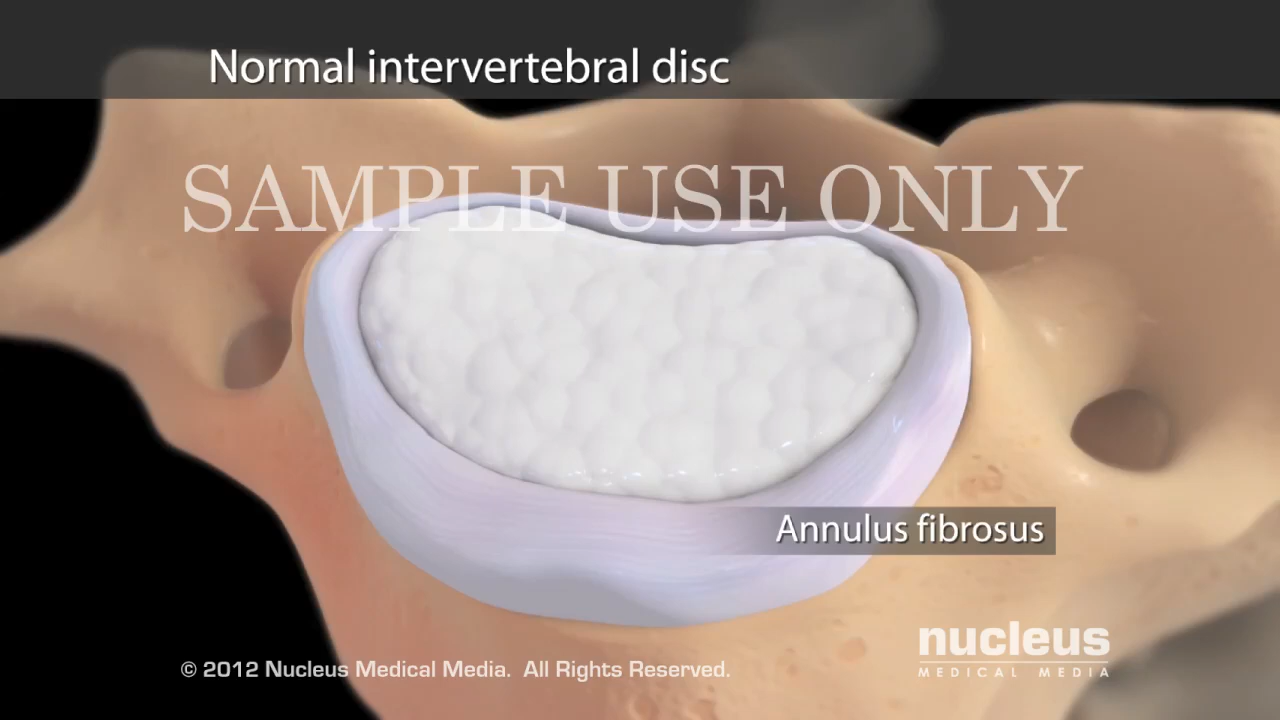 Normal intervertebral disc
SAMPLE USE ONLY
Annulus fibrosus
nucleus
MEDICAL MEDIA
© 2012 Nucleus Medical Media. All Rights Reserved.